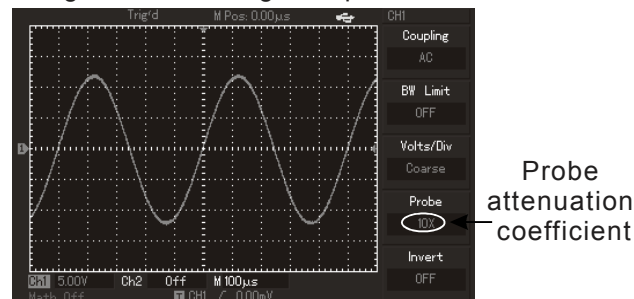 Trig'd M Pos: 0.00µs CH1
Coupling
AC
BW Limit
OFF
Volts/Div
Coarse
Probe
10X
Invert
OFF
1
CH1 5.00V Ch2 Off M 100µs
Math Off T CH1 / 0.00mV
Probe
attenuation
coefficient